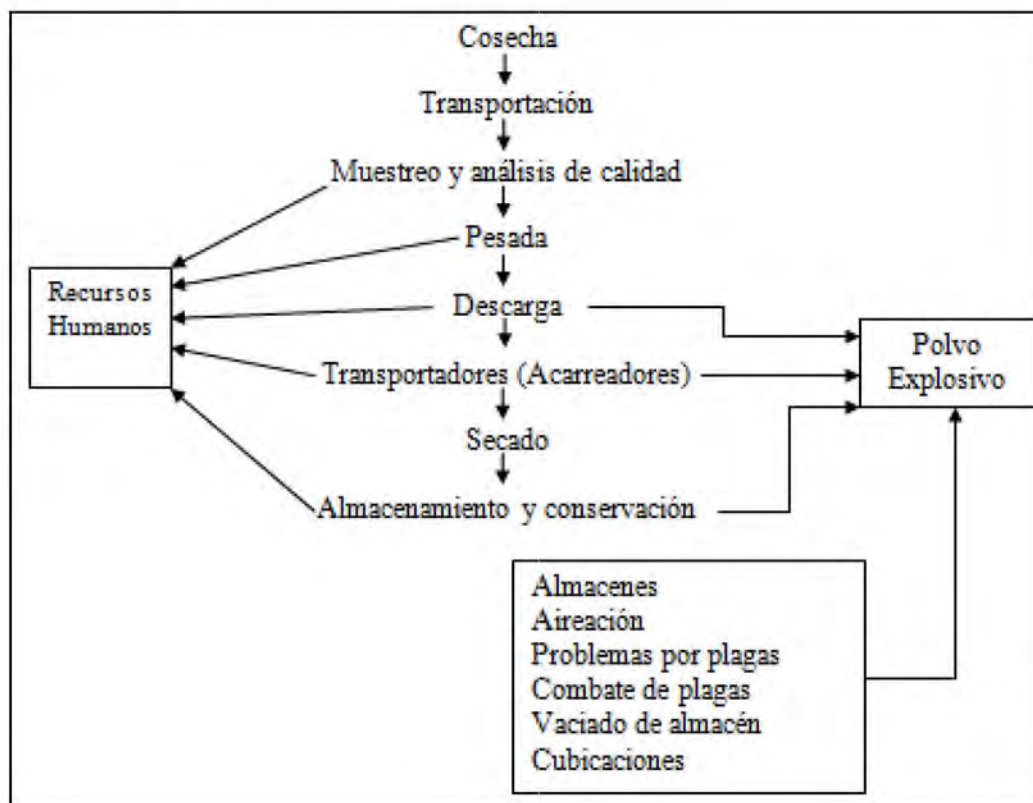 Cosecha
Transportación
Muestreo y análisis de calidad
Pesada
Recursos
Humanos
Descarga
Polvo
Explosivo
Transportadores (Acarreadores)
Secado
Almacenamiento y conservación
Almacenes
Aireación
Problemas por plagas
Combate de plagas
Vaciado de almacén
Cubicaciones